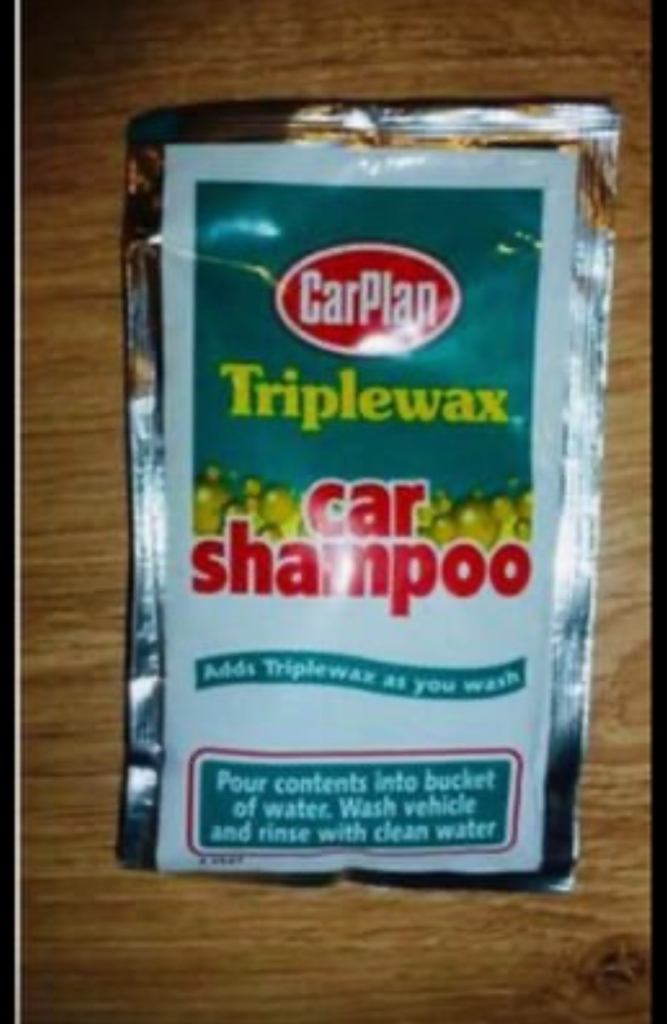 CarPlan
Triplewax
car
shampoo
Adds Triplewax as you wash
Pour contents into bucket
of water. Wash vehicle
and rinse with clean water